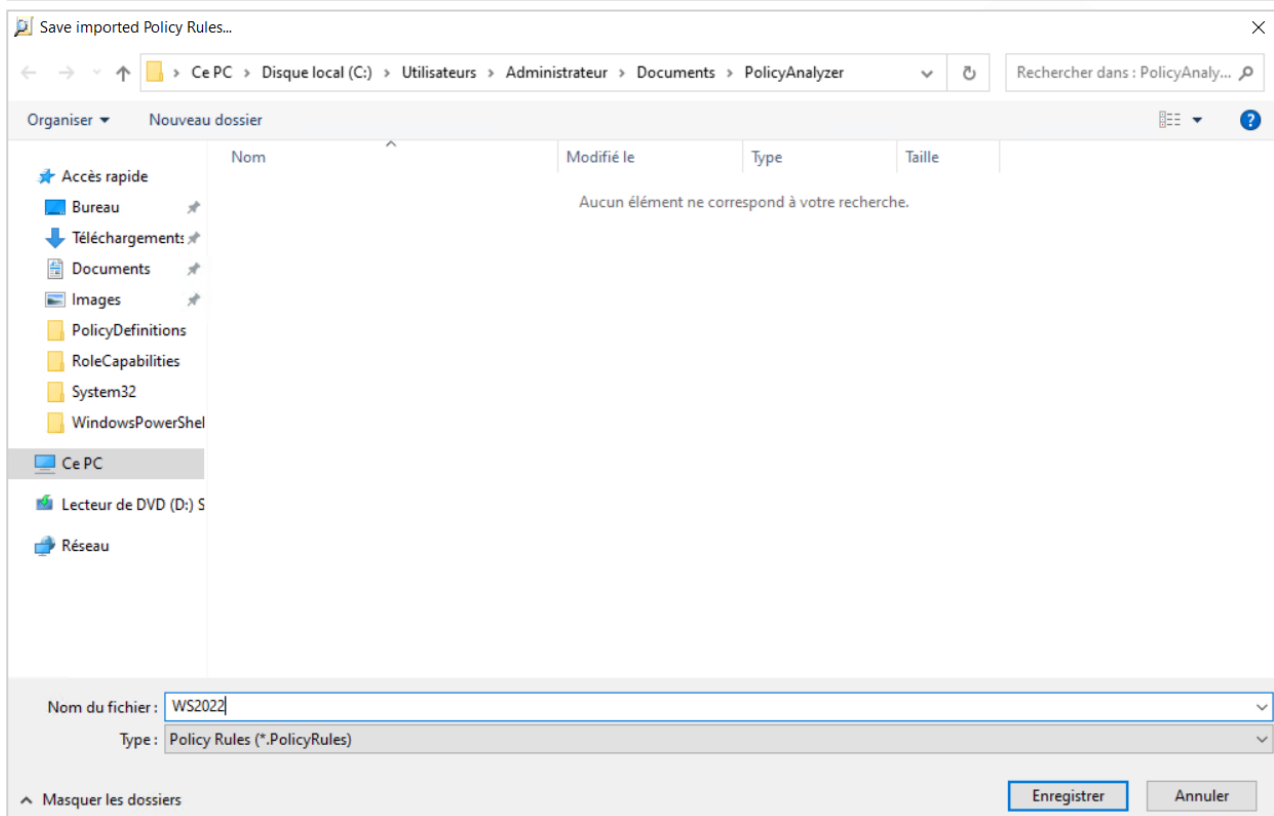 Save imported Policy Rules...
Ce PC > Disque local (C:) > Utilisateurs > Administrateur > Documents > PolicyAnalyzer
Rechercher dans : PolicyAnaly...
Organiser
Nouveau dossier
Nom
Modifié le
Type
Taille
Aucun élément ne correspond à votre recherche.
Accès rapide
Bureau
Téléchargements
Documents
Images
PolicyDefinitions
RoleCapabilities
System32
WindowsPowerShel
Ce PC
Lecteur de DVD (D:) S
Réseau
Nom du fichier : WS2022
Type : Policy Rules (*.PolicyRules)
Masquer les dossiers
Enregistrer
Annuler